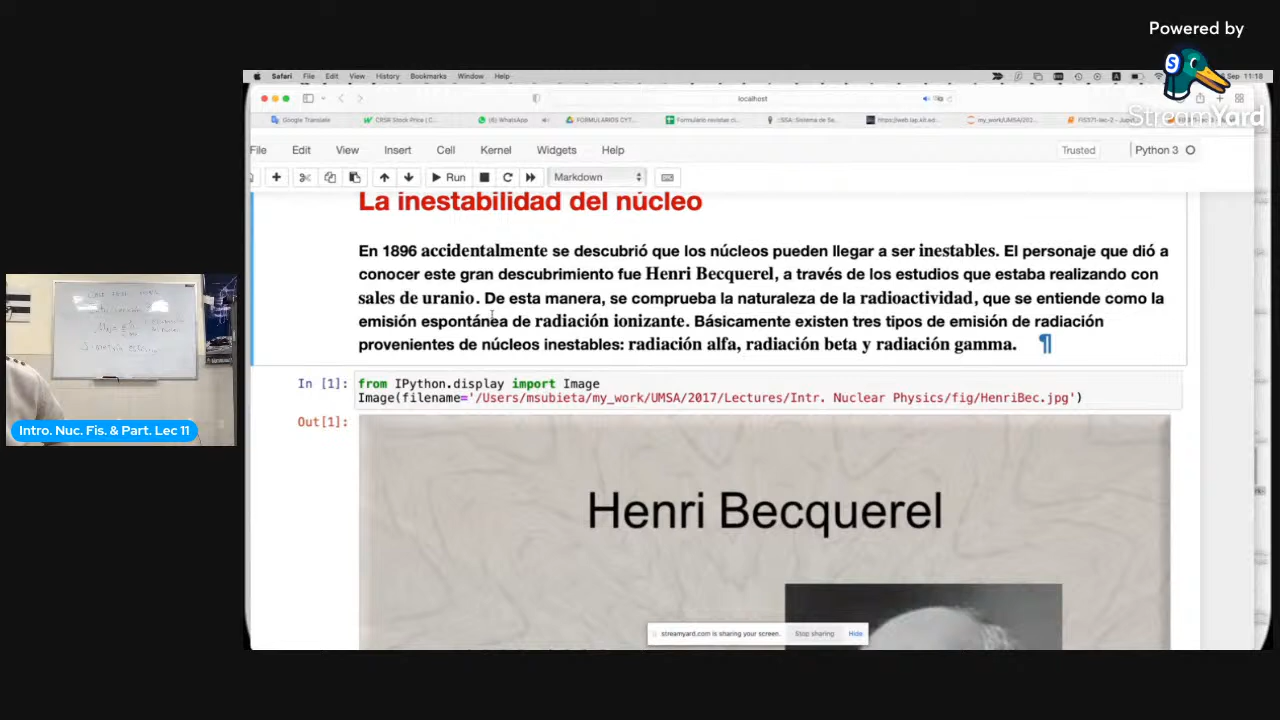 Powered by
StreamYard
Safari File Edit View History Bookmarks Window Help
Sep 11:18
localhost
Google Translate
WhatsApp
File Edit View Insert Cell Kernel Widgets Help
Trusted
Python 3
Run
Markdown
La inestabilidad del núcleo
En 1896 accidentalmente se descubrió que los núcleos pueden llegar a ser inestables. El personaje que dió a
conocer este gran descubrimiento fue Henri Becquerel, a través de los estudios que estaba realizando con
sales de uranio. De esta manera, se comprueba la naturaleza de la radioactividad, que se entiende como la
emisión espontánea de radiación ionizante. Básicamente existen tres tipos de emisión de radiación
provenientes de núcleos inestables: radiación alfa, radiación beta y radiación gamma. ¶
In [1]: from IPython.display import Image
Image(filename='/Users/msubieta/my_work/UMSA/2017/Lectures/Intr. Nuclear Physics/fig/HenriBec.jpg')
Out[1]:
Henri Becquerel
Intro. Nuc. Fis. & Part. Lec 11
streamyard.com is sharing your screen. Stop sharing Hide